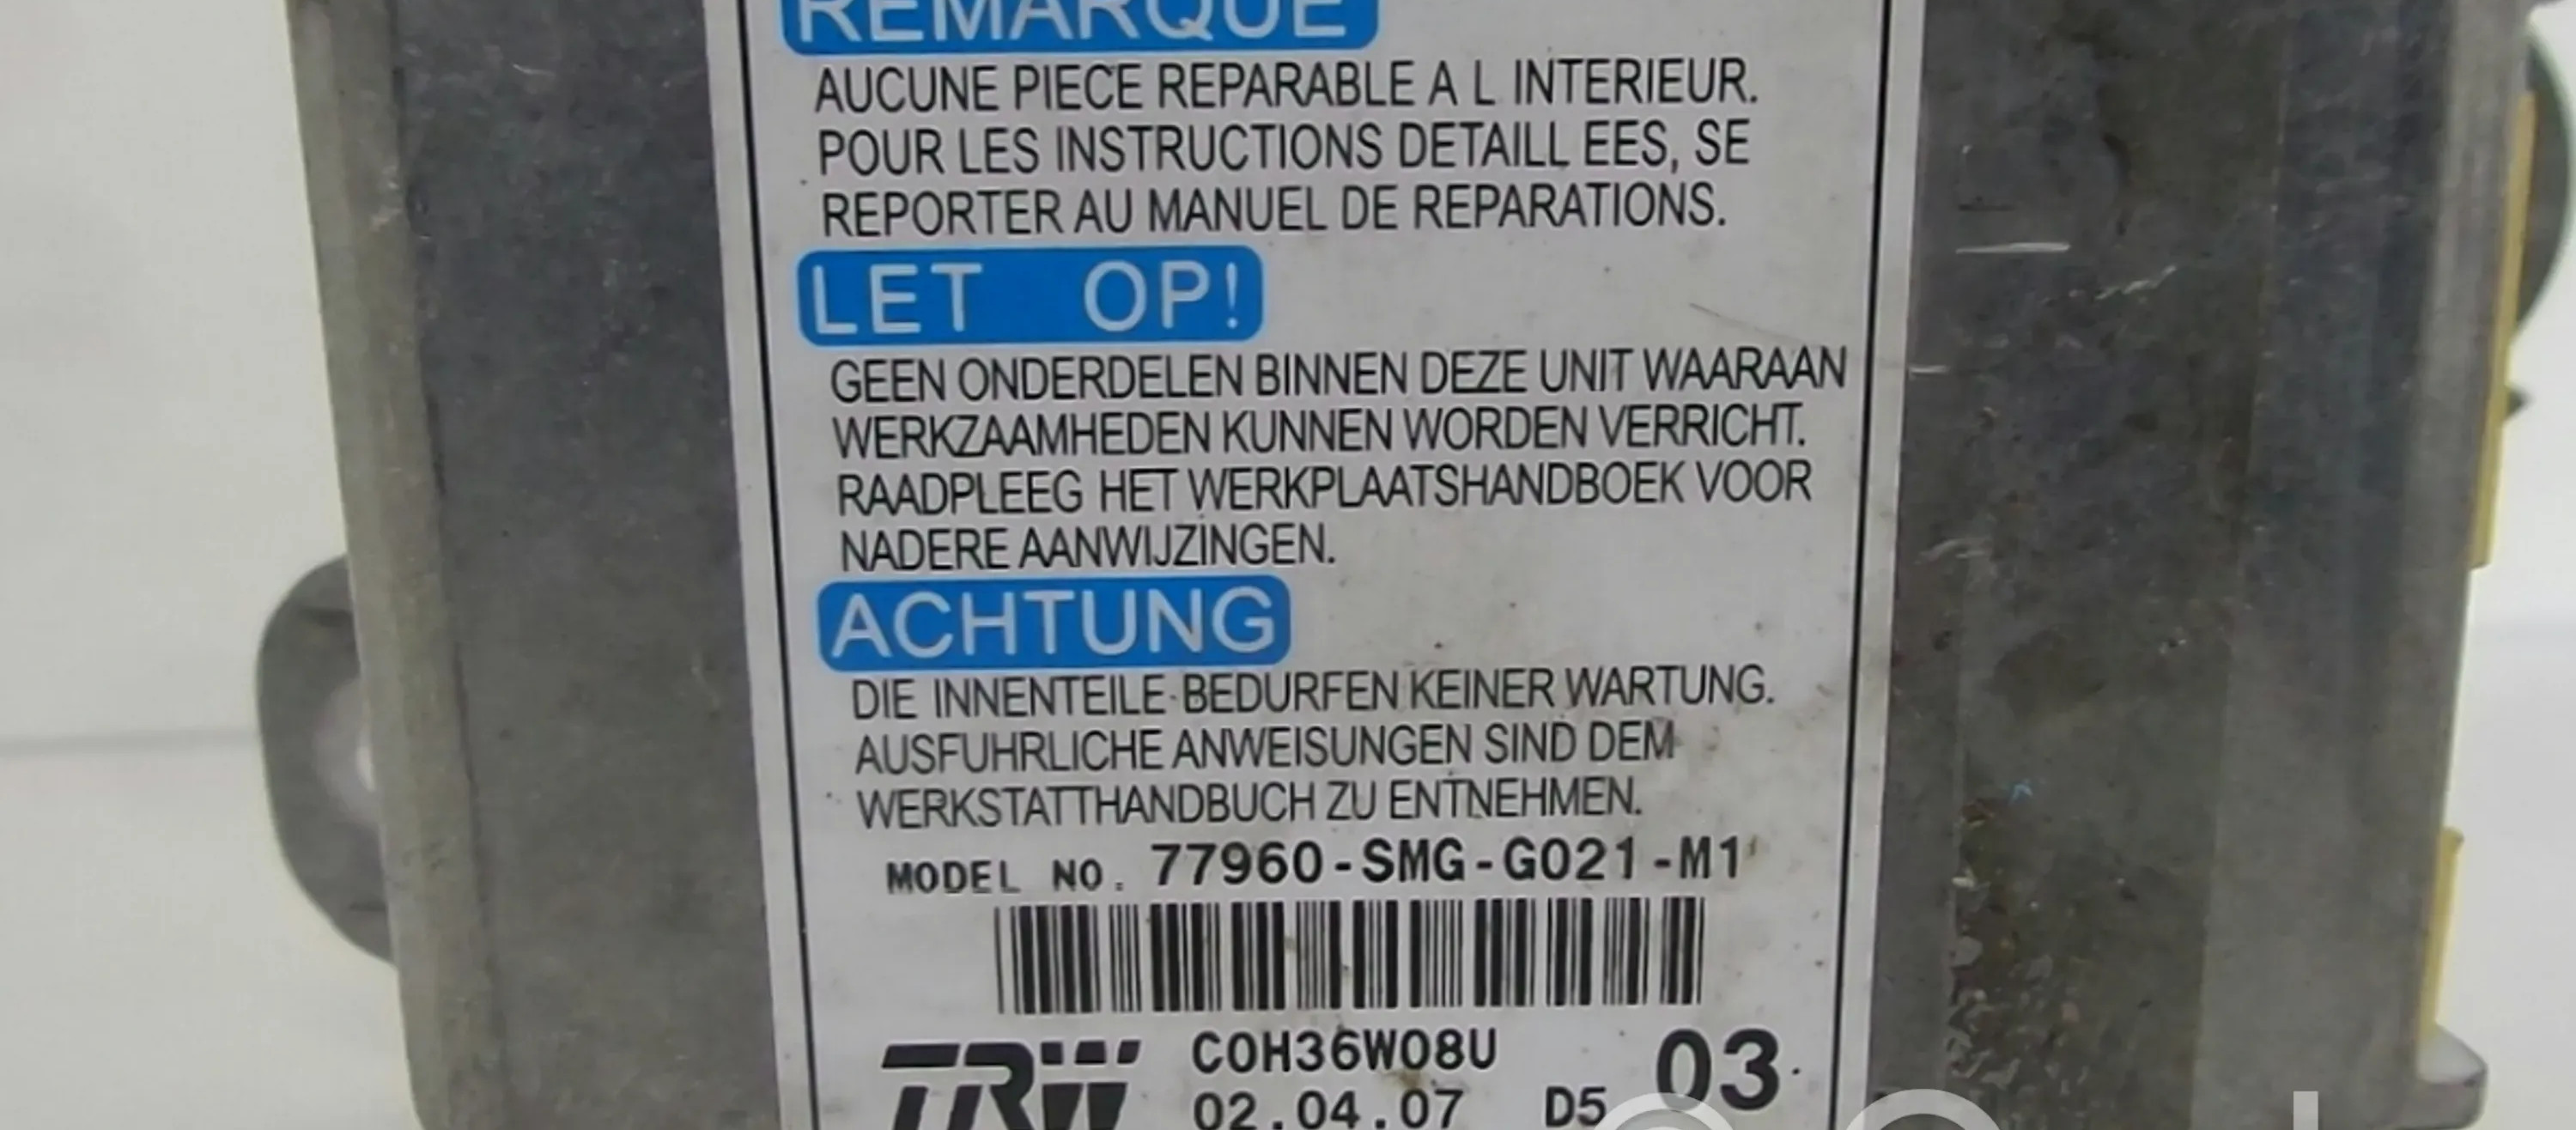 REMARQUE
AUCUNE PIECE REPARABLE A L INTERIEUR.
POUR LES INSTRUCTIONS DETAILL EES, SE
REPORTER AU MANUEL DE REPARATIONS.
LET OP!
GEEN ONDERDELEN BINNEN DEZE UNIT WAARAAN
WERKZAAMHEDEN KUNNEN WORDEN VERRICHT.
RAADPLEEG HET WERKPLAATSHANDBOEK VOOR
NADERE AANWIJZINGEN.
ACHTUNG
DIE INNENTEILE BEDURFEN KEINER WARTUNG.
AUSFUHRLICHE ANWEISUNGEN SIND DEM
WERKSTATTHANDBUCH ZU ENTNEHMEN.
MODEL NO. 77960-SMG-G021-M1
TRW C0H36W08U 03
02.04.07 D5